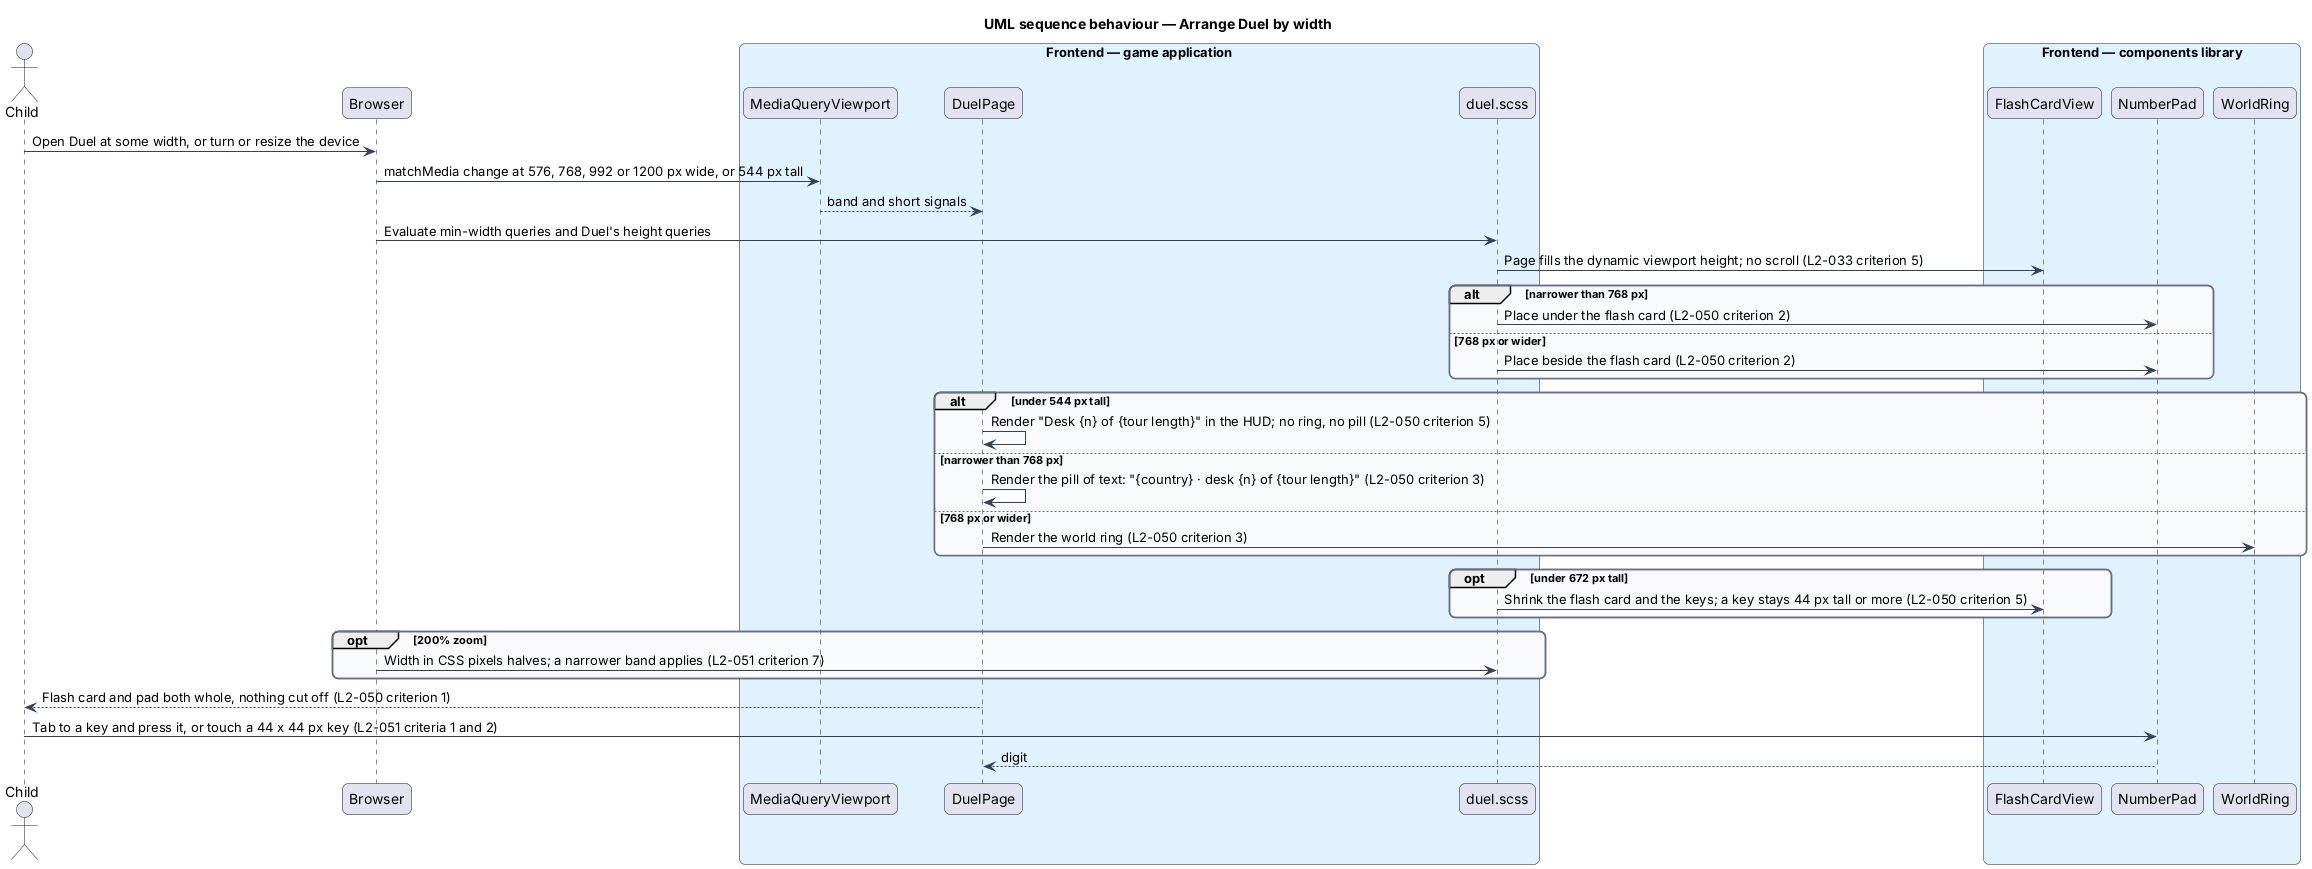 UML sequence behaviour — Arrange Duel by width
Frontend — game application
Frontend — components library
Child
Browser
MediaQueryViewport
DuelPage
duel.scss
FlashCardView
NumberPad
WorldRing
Open Duel at some width, or turn or resize the device
matchMedia change at 576, 768, 992 or 1200 px wide, or 544 px tall
band and short signals
Evaluate min-width queries and Duel's height queries
Page fills the dynamic viewport height; no scroll (L2-033 criterion 5)
alt [narrower than 768 px]
Place under the flash card (L2-050 criterion 2)
[768 px or wider]
Place beside the flash card (L2-050 criterion 2)
alt [under 544 px tall]
Render "Desk {n} of {tour length}" in the HUD; no ring, no pill (L2-050 criterion 5)
[narrower than 768 px]
Render the pill of text: "{country} · desk {n} of {tour length}" (L2-050 criterion 3)
[768 px or wider]
Render the world ring (L2-050 criterion 3)
opt [under 672 px tall]
Shrink the flash card and the keys; a key stays 44 px tall or more (L2-050 criterion 5)
opt [200% zoom]
Width in CSS pixels halves; a narrower band applies (L2-051 criterion 7)
Flash card and pad both whole, nothing cut off (L2-050 criterion 1)
Tab to a key and press it, or touch a 44 x 44 px key (L2-051 criteria 1 and 2)
digit
Child
Browser
MediaQueryViewport
DuelPage
duel.scss
FlashCardView
NumberPad
WorldRing